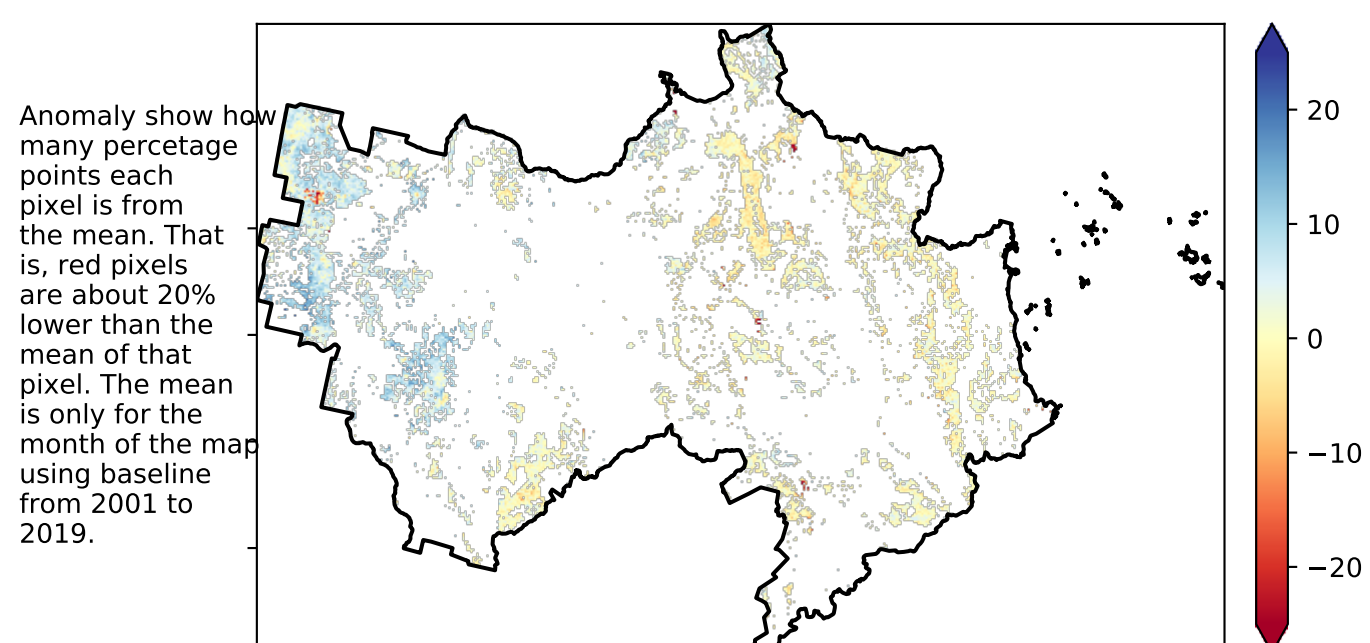 Anomaly show how
many percetage
points each
pixel is from
the mean. That
is, red pixels
are about 20%
lower than the
mean of that
pixel. The mean
is only for the
month of the map
using baseline
from 2001 to
2019.
20
10
0
−10
−20